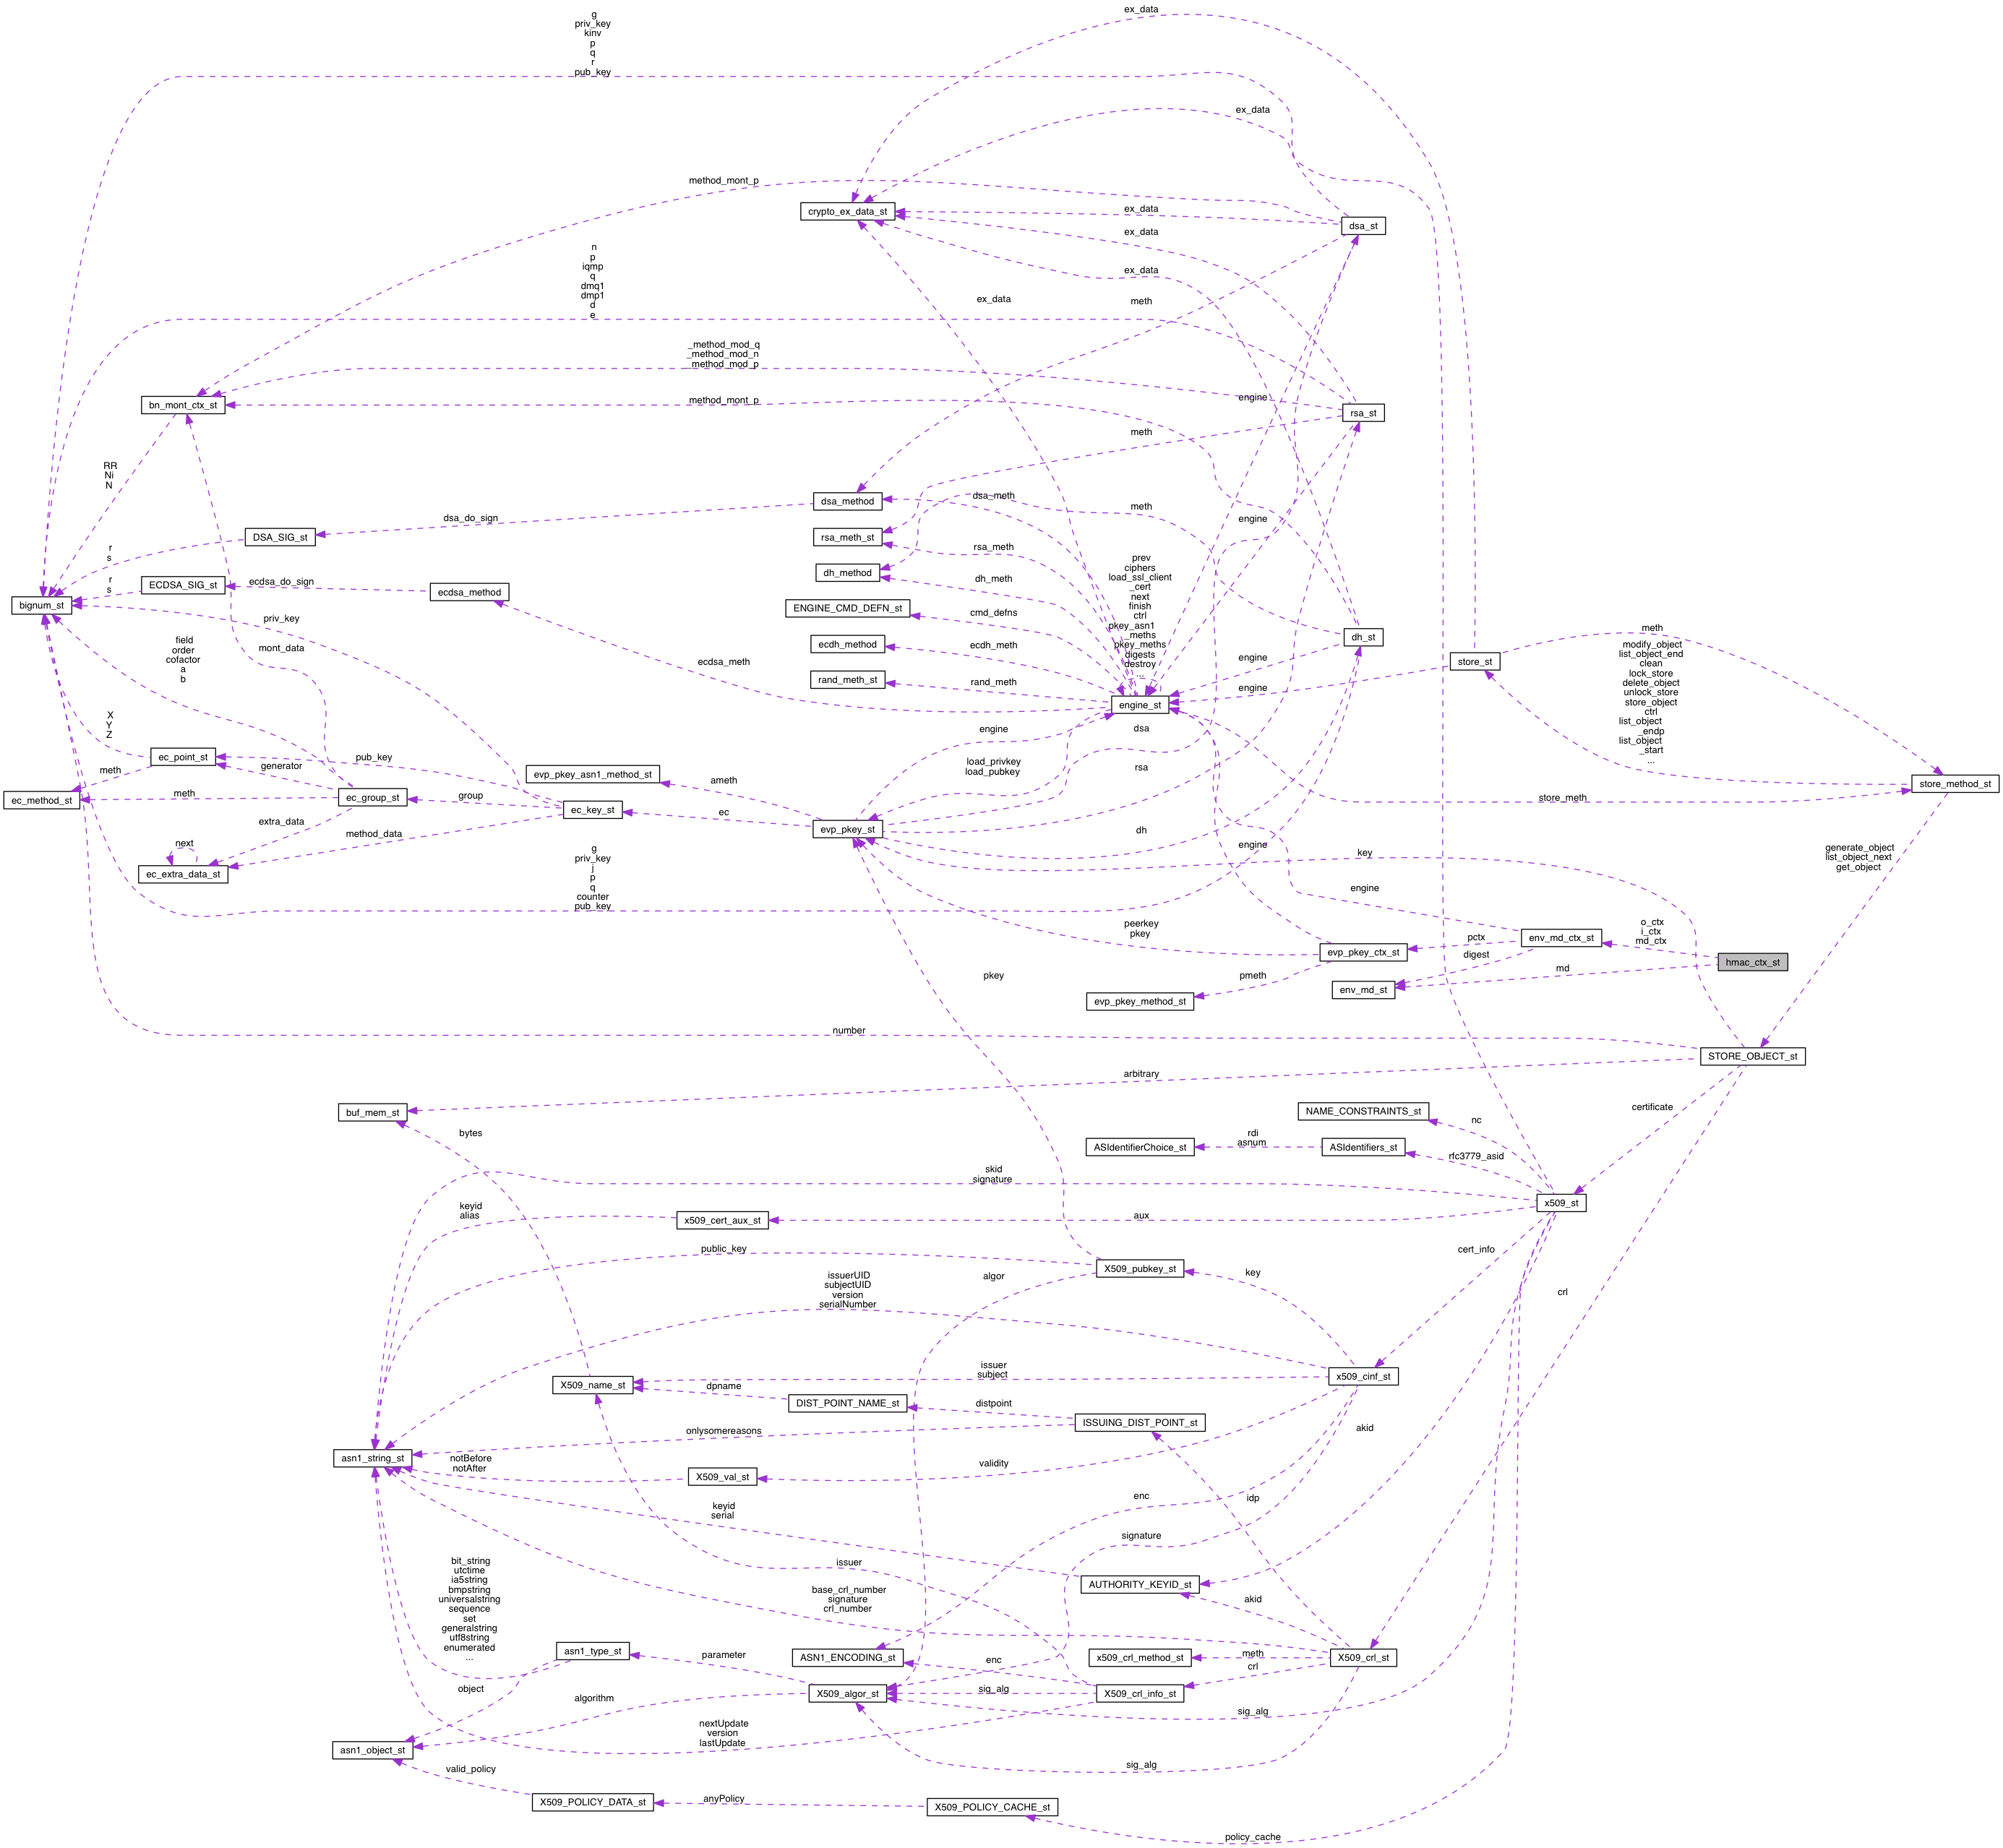 ex_data
g
priv_key
kinv
p
q
r
pub_key
ex_data
method_mont_p
crypto_ex_data_st
ex_data
dsa_st
ex_data
n
p
iqmp
q
dmq1
dmp1
d
e
ex_data
ex_data
meth
_method_mod_q
_method_mod_n
_method_mod_p
bn_mont_ctx_st
method_mont_p
engine
rsa_st
meth
RR
Ni
N
dsa_method
dsa_meth
meth
dsa_do_sign
engine
DSA_SIG_st
rsa_meth_st
rsa_meth
r
s
prev
ciphers
load_ssl_client
_cert
next
finish
ctrl
pkey_asn1
_meths
pkey_meths
digests
destroy
...
dh_method
dh_meth
ECDSA_SIG_st
ecdsa_do_sign
ecdsa_method
r
s
bignum_st
ENGINE_CMD_DEFN_st
cmd_defns
priv_key
dh_st
meth
field
order
cofactor
a
b
mont_data
ecdh_method
ecdh_meth
ecdsa_meth
engine
store_st
modify_object
list_object_end
clean
lock_store
delete_object
unlock_store
store_object
ctrl
list_object
_endp
list_object
_start
...
rand_meth_st
rand_meth
engine
engine_st
X
Y
Z
engine
dsa
ec_point_st
pub_key
generator
meth
evp_pkey_asn1_method_st
ameth
load_privkey
load_pubkey
rsa
store_method_st
ec_method_st
meth
ec_group_st
group
ec_key_st
store_meth
extra_data
method_data
ec
evp_pkey_st
dh
next
ec_extra_data_st
engine
key
generate_object
list_object_next
get_object
g
priv_key
j
p
q
counter
pub_key
engine
peerkey
pkey
o_ctx
i_ctx
md_ctx
env_md_ctx_st
pctx
evp_pkey_ctx_st
digest
hmac_ctx_st
md
pkey
pmeth
env_md_st
evp_pkey_method_st
number
STORE_OBJECT_st
arbitrary
buf_mem_st
NAME_CONSTRAINTS_st
nc
certificate
bytes
rdi
asnum
ASIdentifierChoice_st
ASIdentifiers_st
rfc3779_asid
skid
signature
x509_st
keyid
alias
x509_cert_aux_st
aux
public_key
cert_info
X509_pubkey_st
key
algor
issuerUID
subjectUID
version
serialNumber
crl
issuer
subject
x509_cinf_st
X509_name_st
dpname
DIST_POINT_NAME_st
distpoint
ISSUING_DIST_POINT_st
akid
onlysomereasons
asn1_string_st
notBefore
notAfter
X509_val_st
validity
enc
idp
keyid
serial
signature
bit_string
utctime
ia5string
bmpstring
universalstring
sequence
set
generalstring
utf8string
enumerated
...
issuer
AUTHORITY_KEYID_st
base_crl_number
signature
crl_number
akid
asn1_type_st
parameter
ASN1_ENCODING_st
enc
x509_crl_method_st
meth
X509_crl_st
crl
object
algorithm
X509_algor_st
sig_alg
X509_crl_info_st
sig_alg
nextUpdate
version
lastUpdate
asn1_object_st
valid_policy
sig_alg
X509_POLICY_DATA_st
anyPolicy
X509_POLICY_CACHE_st
policy_cache